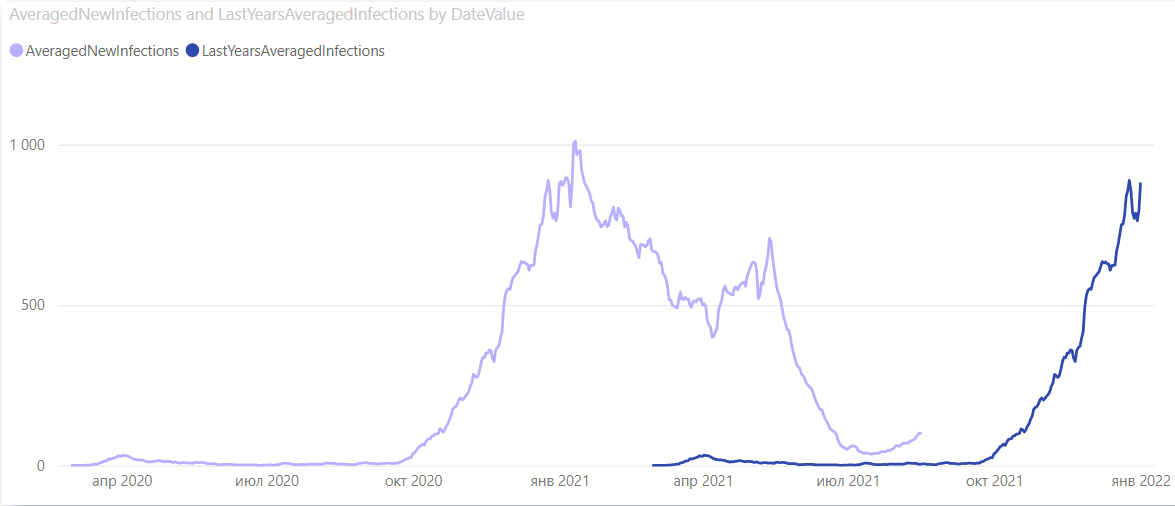 AveragedNewInfections and LastYearsAveragedInfections by DateValue
AveragedNewInfections LastYearsAveragedInfections
1 000
500
0
апр 2020 июл 2020 окт 2020 янв 2021 апр 2021 июл 2021 окт 2021 янв 2022